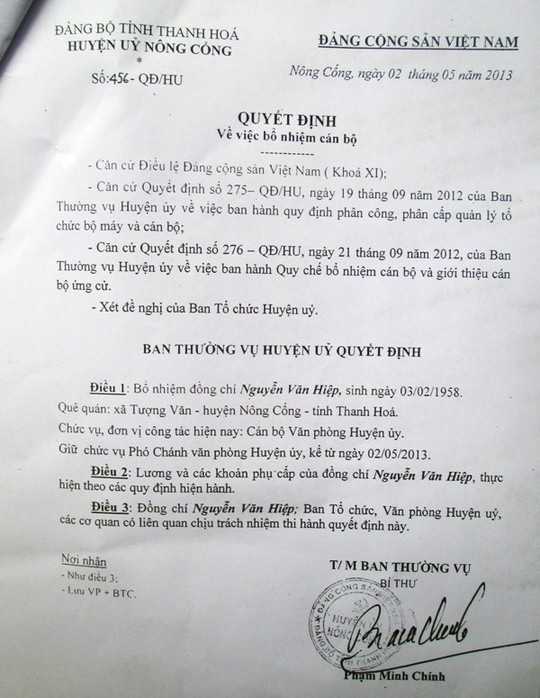 ĐẢNG BỘ TỈNH THANH HOÁ
HUYỆN UỶ NÔNG CỐNG
*
Số:456- QĐ/HU
ĐẢNG CỘNG SẢN VIỆT NAM
Nông Cống, ngày 02 tháng 05 năm 2013
QUYẾT ĐỊNH
Về việc bổ nhiệm cán bộ
------------
- Căn cứ Điều lệ Đảng cộng sản Việt Nam ( Khoá XI);
- Căn cứ Quyết định số 275– QĐ/HU, ngày 19 tháng 09 năm 2012 của Ban
Thường vụ Huyện ủy về việc ban hành quy định phân công, phân cấp quản lý tổ
chức bộ máy và cán bộ;
- Căn cứ Quyết định số 276 – QĐ/HU, ngày 21 tháng 09 năm 2012, của Ban
Thường vụ Huyện ủy về việc ban hành Quy chế bổ nhiệm cán bộ và giới thiệu cán
bộ ứng cử.
- Xét đề nghị của Ban Tổ chức Huyện uỷ.
BAN THƯỜNG VỤ HUYỆN UỶ QUYẾT ĐỊNH
Điều 1: Bổ nhiệm đồng chí Nguyễn Văn Hiệp, sinh ngày 03/02/1958.
Quê quán: xã Tượng Văn - huyện Nông Cống - tỉnh Thanh Hoá.
Chức vụ, đơn vị công tác hiện nay: Cán bộ Văn phòng Huyện ủy.
Giữ chức vụ Phó Chánh văn phòng Huyện ủy, kể từ ngày 02/05/2013.
Điều 2: Lương và các khoản phụ cấp của đồng chí Nguyễn Văn Hiệp, thực
hiện theo các quy định hiện hành.
Điều 3: Đồng chí Nguyễn Văn Hiệp; Ban Tổ chức, Văn phòng Huyện uỷ,
các cơ quan có liên quan chịu trách nhiệm thi hành quyết định này.
Nơi nhận
- Như điều 3;
- Lưu VP + BTC.
T/ M BAN THƯỜNG VỤ
BÍ THƯ
ĐẢNG CỘNG SẢN
HUYỆN
NÔNG
Phạm Minh Chính